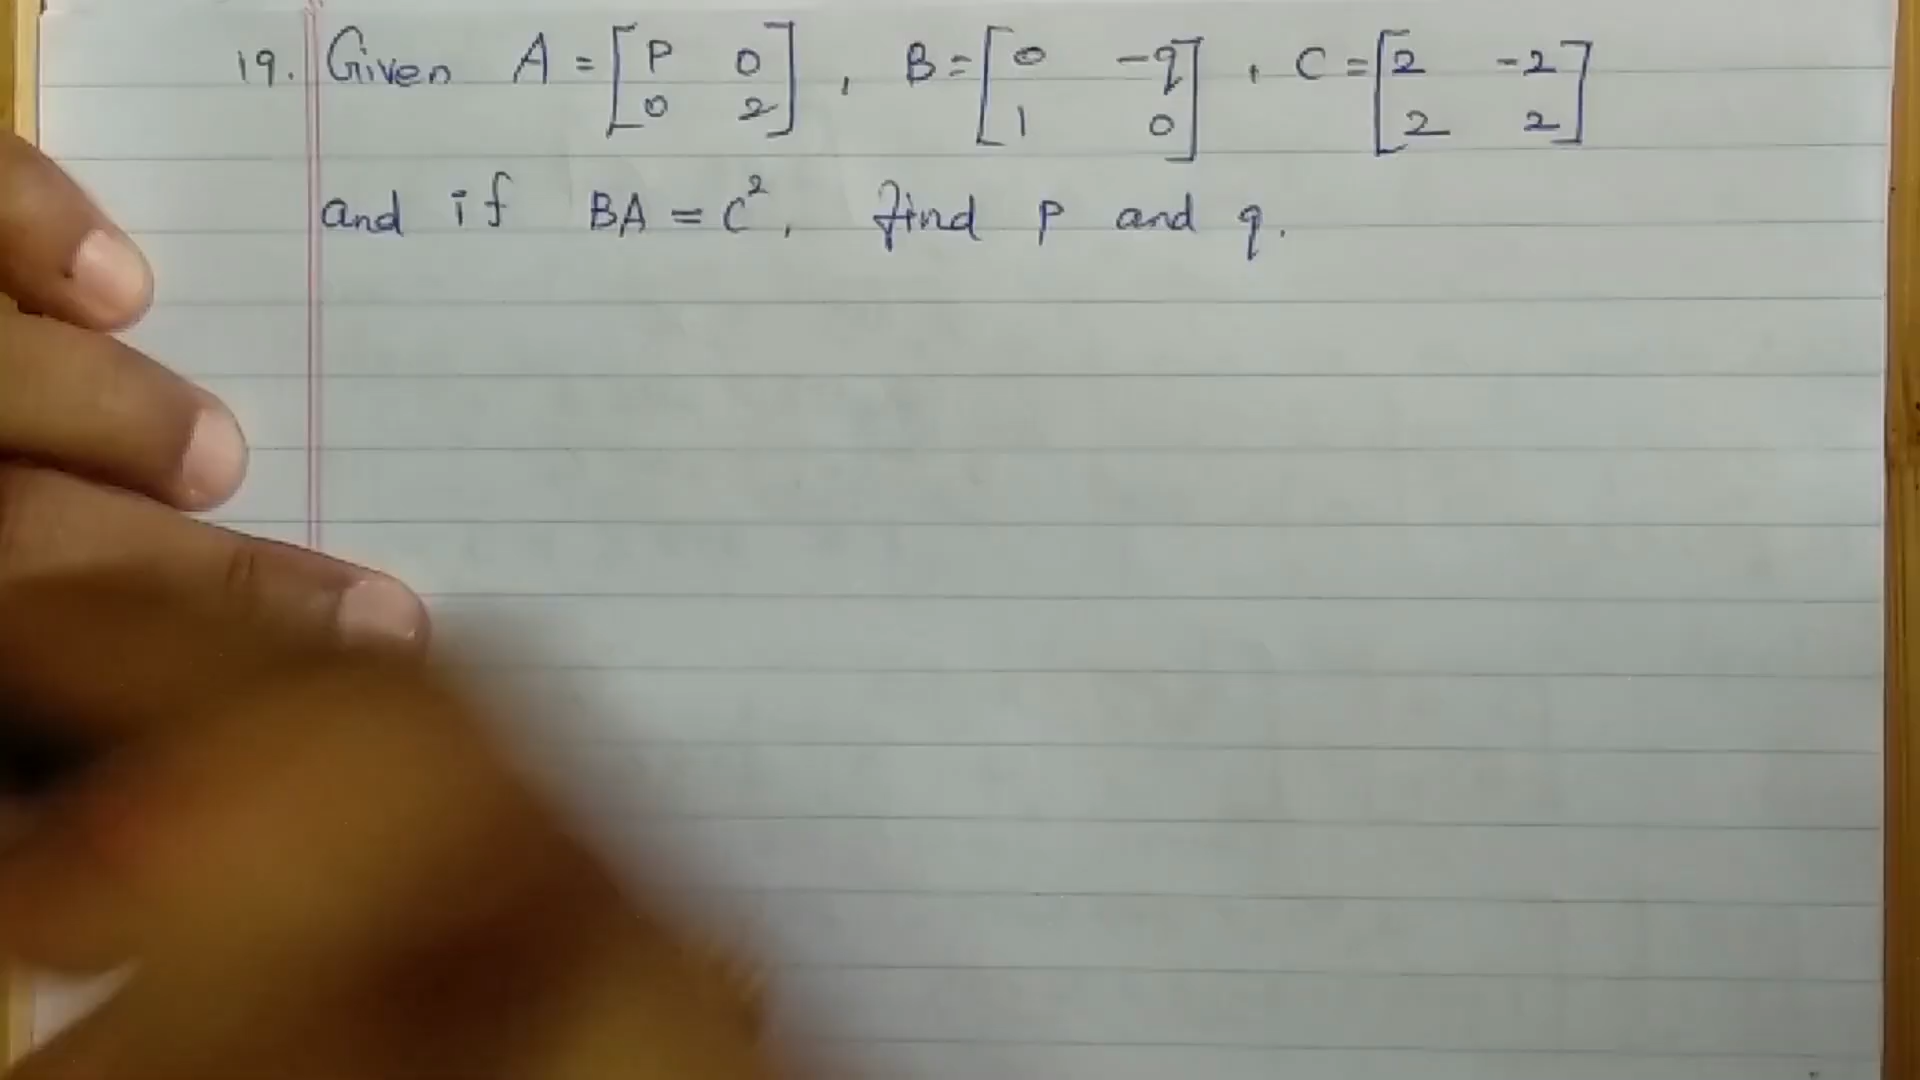 19. Given A = [P 0 0 2] , B = [0 -q 1 0] , C = [2 -2 2 2]
and if BA = C², find P and q.